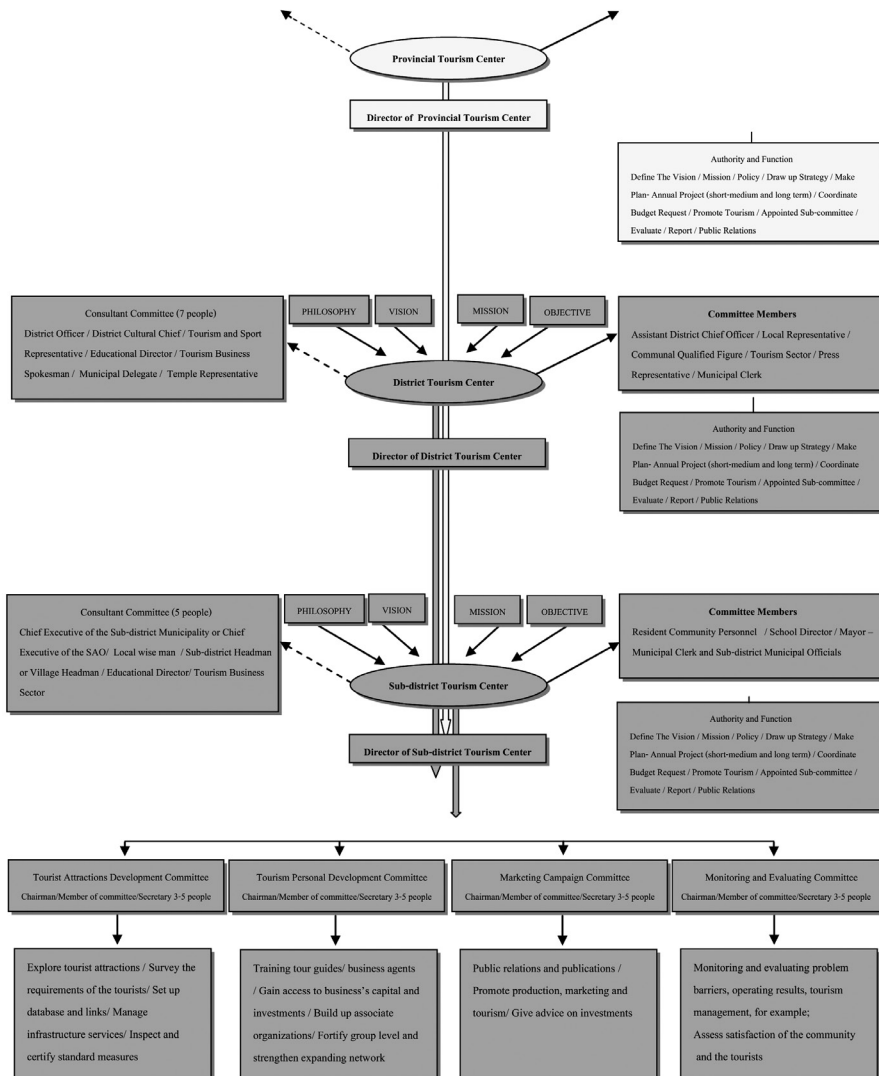 Provincial Tourism Center
Director of Provincial Tourism Center
Authority and Function
Define The Vision / Mission / Policy / Draw up Strategy / Make
Plan- Annual Project (short-medium and long term) / Coordinate
Budget Request / Promote Tourism / Appointed Sub-committee /
Evaluate / Report / Public Relations
Consultant Committee (7 people)
District Officer / District Cultural Chief / Tourism and Sport
Representative / Educational Director / Tourism Business
Spokesman / Municipal Delegate / Temple Representative
PHILOSOPHY
VISION
MISSION
OBJECTIVE
Committee Members
Assistant District Chief Officer / Local Representative /
Communal Qualified Figure / Tourism Sector / Press
Representative / Municipal Clerk
District Tourism Center
Director of District Tourism Center
Authority and Function
Define The Vision / Mission / Policy / Draw up Strategy / Make
Plan- Annual Project (short-medium and long term) / Coordinate
Budget Request / Promote Tourism / Appointed Sub-committee /
Evaluate / Report / Public Relations
Consultant Committee (5 people)
Chief Executive of the Sub-district Municipality or Chief
Executive of the SAO/ Local wise man / Sub-district Headman
or Village Headman / Educational Director/ Tourism Business
Sector
PHILOSOPHY
VISION
MISSION
OBJECTIVE
Committee Members
Resident Community Personnel / School Director / Mayor –
Municipal Clerk and Sub-district Municipal Officials
Sub-district Tourism Center
Director of Sub-district Tourism Center
Authority and Function
Define The Vision / Mission / Policy / Draw up Strategy / Make
Plan- Annual Project (short-medium and long term) / Coordinate
Budget Request / Promote Tourism / Appointed Sub-committee /
Evaluate / Report / Public Relations
Tourist Attractions Development Committee
Chairman/Member of committee/Secretary 3-5 people
Tourism Personal Development Committee
Chairman/Member of committee/Secretary 3-5 people
Marketing Campaign Committee
Chairman/Member of committee/Secretary 3-5 people
Monitoring and Evaluating Committee
Chairman/Member of committee/Secretary 3-5 people
Explore tourist attractions / Survey the
requirements of the tourists/ Set up
database and links/ Manage
infrastructure services/ Inspect and
certify standard measures
Training tour guides/ business agents
/ Gain access to business’s capital and
investments / Build up associate
organizations/ Fortify group level and
strengthen expanding network
Public relations and publications /
Promote production, marketing and
tourism/ Give advice on investments
Monitoring and evaluating problem
barriers, operating results, tourism
management, for example;
Assess satisfaction of the community
and the tourists